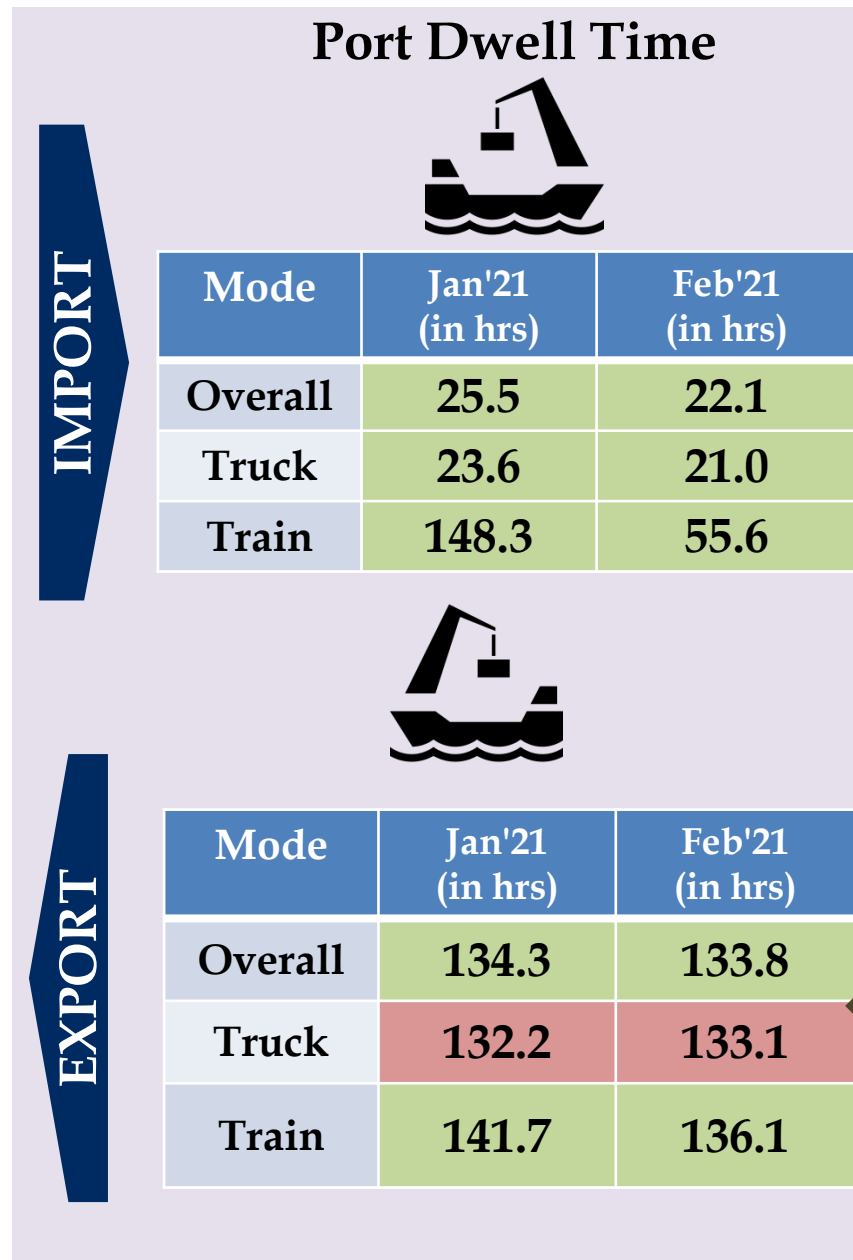 Port Dwell Time
IMPORT
Mode Jan'21 Feb'21
(in hrs) (in hrs)
Overall 25.5 22.1
Truck 23.6 21.0
Train 148.3 55.6
EXPORT
Mode Jan'21 Feb'21
(in hrs) (in hrs)
Overall 134.3 133.8
Truck 132.2 133.1
Train 141.7 136.1